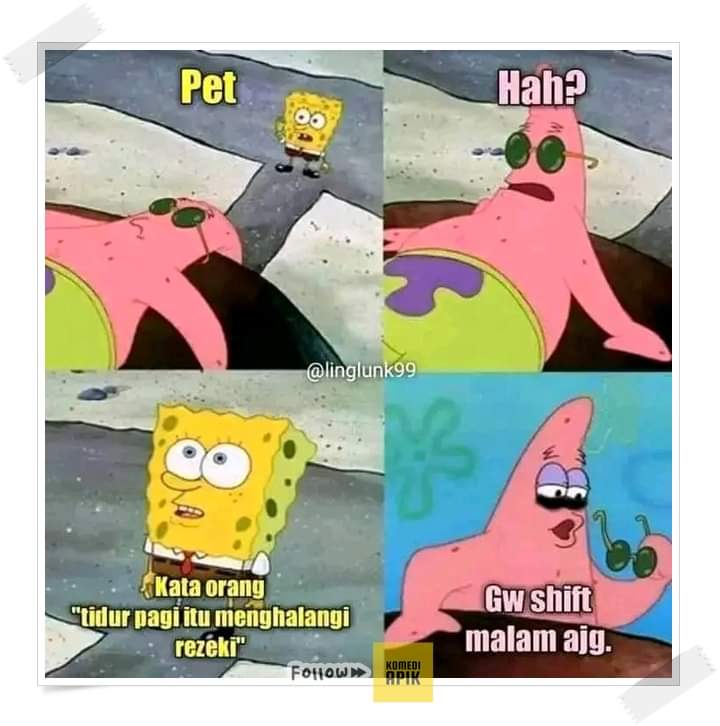 Pet
Hah?
@linglunk99
Kata orang
"tidur pagi itu menghalangi
rezeki"
Gw shift
malam ajg.
Follow
KOMEDI
APIK